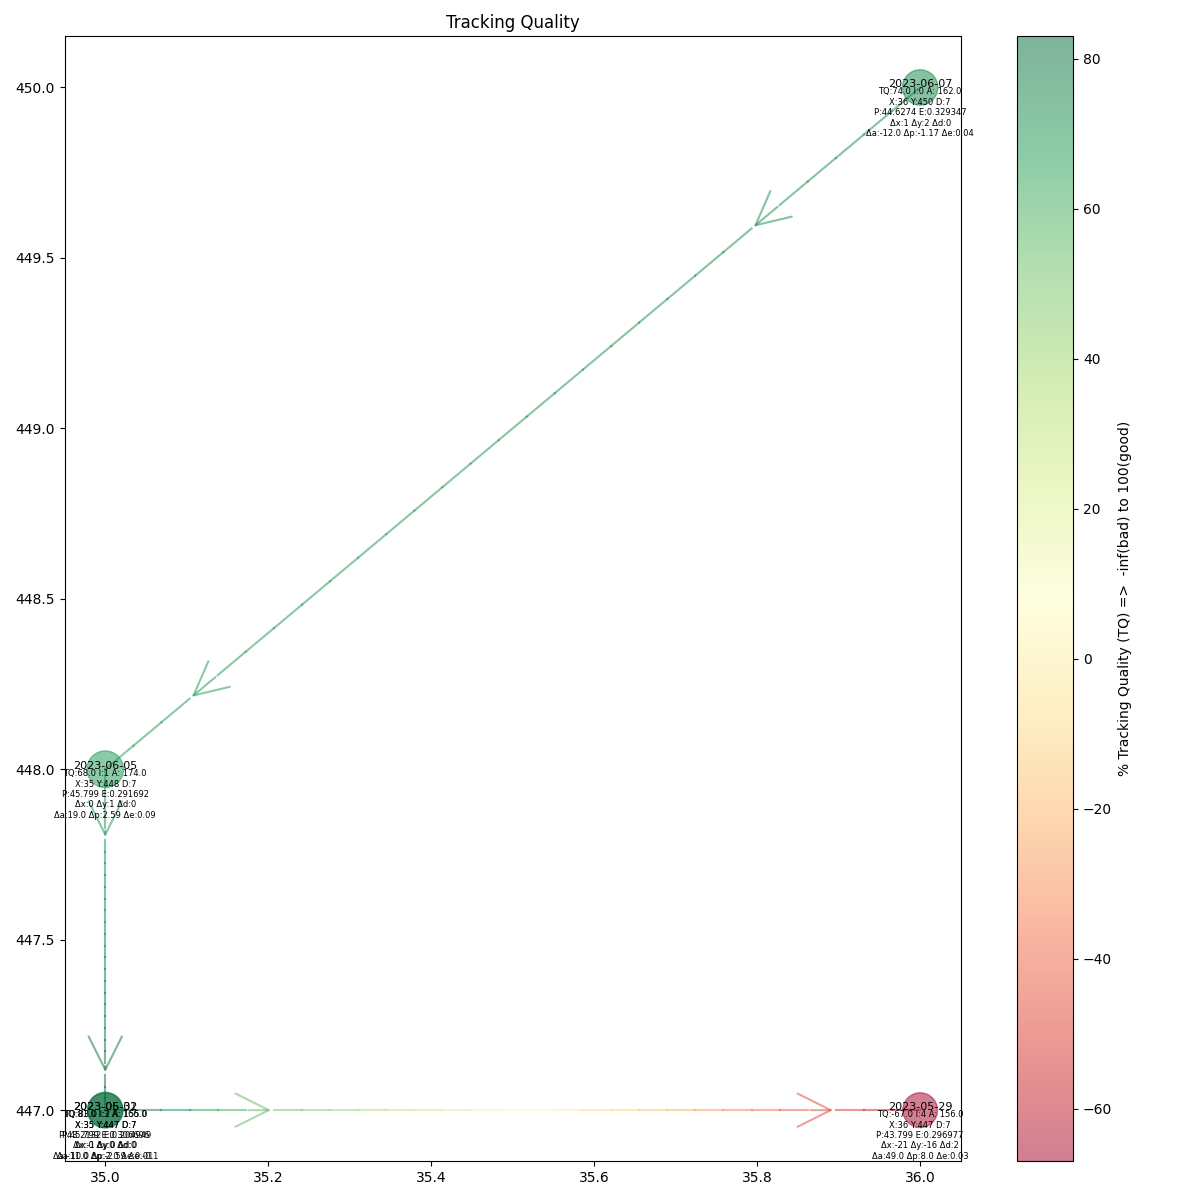 Tracking Quality
450.0
449.5
449.0
448.5
448.0
447.5
447.0
2023-06-07
TQ:74.0 I:0 A: 162.0
X:36 Y:450 D:7
P:44.6274 E:0.329347
Δx:1 Δy:2 Δd:0
Δa:-12.0 Δp:-1.17 Δe:0.04
2023-06-05
TQ:68.0 I:1 A: 174.0
X:35 Y:448 D:7
P:45.799 E:0.291692
Δx:0 Δy:1 Δd:0
Δa:19.0 Δp:2.59 Δe:0.09
X:35 Y:447 D:7
2023-05-29
TQ:-67.0 I:4 A: 156.0
X:36 Y:447 D:7
P:43.799 E:0.296977
Δx:-21 Δy:-16 Δd:2
Δa:49.0 Δp:8.0 Δe:0.03
35.0
35.2
35.4
35.6
35.8
36.0
80
60
40
20
0
−20
−40
−60
% Tracking Quality (TQ) => -inf(bad) to 100(good)